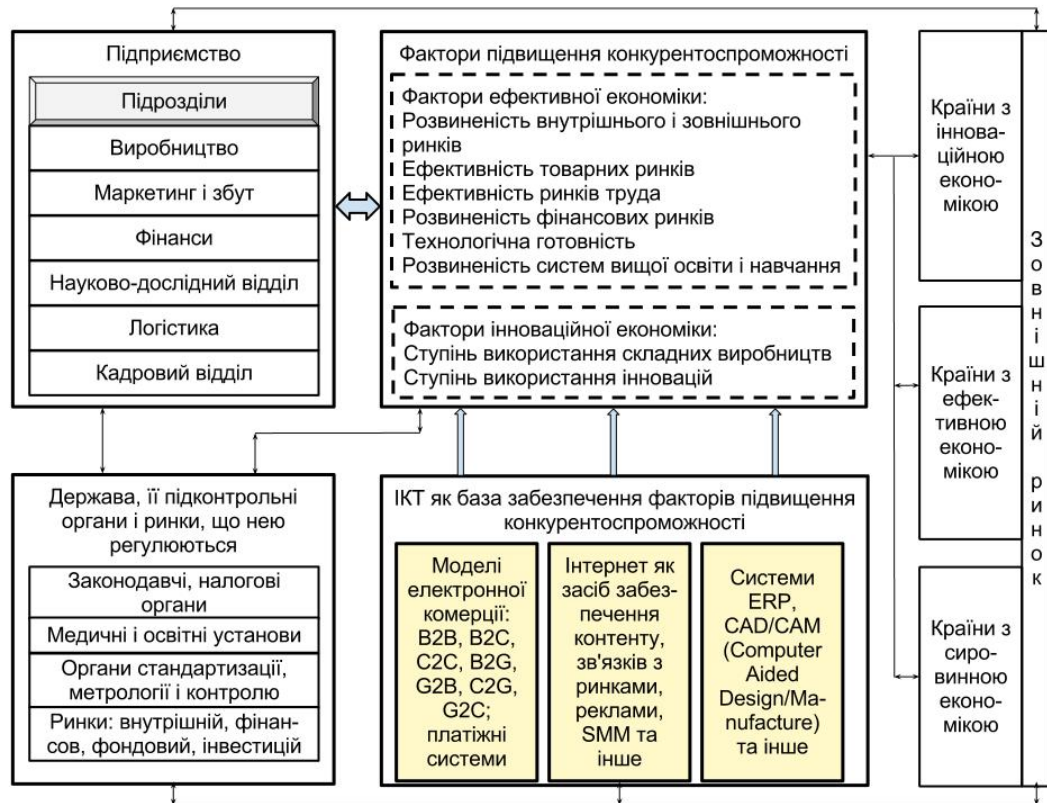 Підприємство
Підрозділи
Виробництво
Маркетинг і збут
Фінанси
Науково-дослідний відділ
Логістика
Кадровий відділ
Фактори підвищення конкурентоспроможності
Фактори ефективної економіки:
Розвиненість внутрішнього і зовнішнього
ринків
Ефективність товарних ринків
Ефективність ринків труда
Розвиненість фінансових ринків
Технологічна готовність
Розвиненість систем вищої освіти і навчання
Фактори інноваційної економіки:
Ступінь використання складних виробництв
Ступінь використання інновацій
Країни з
іннова-
ційною
еконо-
мікою
Країни з
ефек-
тивною
еконо-
мікою
Країни з
сиро-
винною
еконо-
мікою
Зовнішній ринок
Держава, її підконтрольні
органи і ринки, що нею
регулюються
Законодавчі, налогові
органи
Медичні і освітні установи
Органи стандартизації,
метрології і контролю
Ринки: внутрішній, фінан-
сов, фондовий, інвестицій
ІКТ як база забезпечення факторів підвищення
конкурентоспроможності
Моделі
електронної
комерції:
B2B, B2C,
C2C, B2G,
G2B, C2G,
G2C;
платіжні
системи
Інтернет як
засіб забез-
печення
контенту,
зв'язків з
ринками,
реклами,
SMM та
інше
Системи
ERP,
CAD/CAM
(Computer
Aided
Design/Ma-
nufacture)
та інше